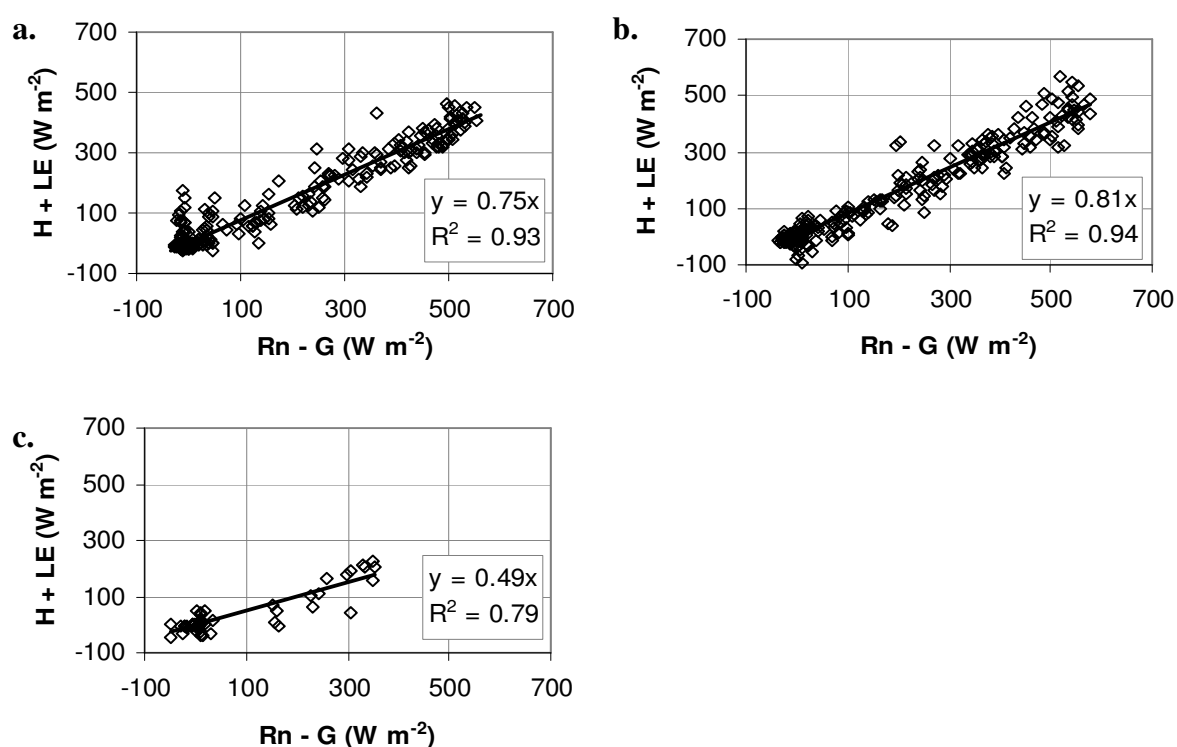 a.
700
500
300
100
-100
H + LE (W m⁻²)
y = 0.75x
R² = 0.93
-100 100 300 500 700
Rn - G (W m⁻²)
b.
700
500
300
100
-100
H + LE (W m⁻²)
y = 0.81x
R² = 0.94
-100 100 300 500 700
Rn - G (W m⁻²)
c.
700
500
300
100
-100
H + LE (W m⁻²)
y = 0.49x
R² = 0.79
-100 100 300 500 700
Rn - G (W m⁻²)